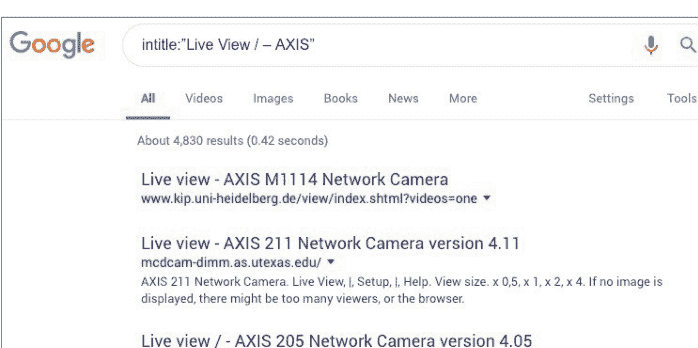 Google
intitle:"Live View / – AXIS"
All Videos Images Books News More Settings Tools
About 4,830 results (0.42 seconds)
Live view - AXIS M1114 Network Camera
www.kip.uni-heidelberg.de/view/index.shtml?videos=one
Live view - AXIS 211 Network Camera version 4.11
mcdcam-dimm.as.utexas.edu/
AXIS 211 Network Camera. Live View, |, Setup, |, Help. View size. x 0,5, x 1, x 2, x 4. If no image is
displayed, there might be too many viewers, or the browser.
Live view / - AXIS 205 Network Camera version 4.05